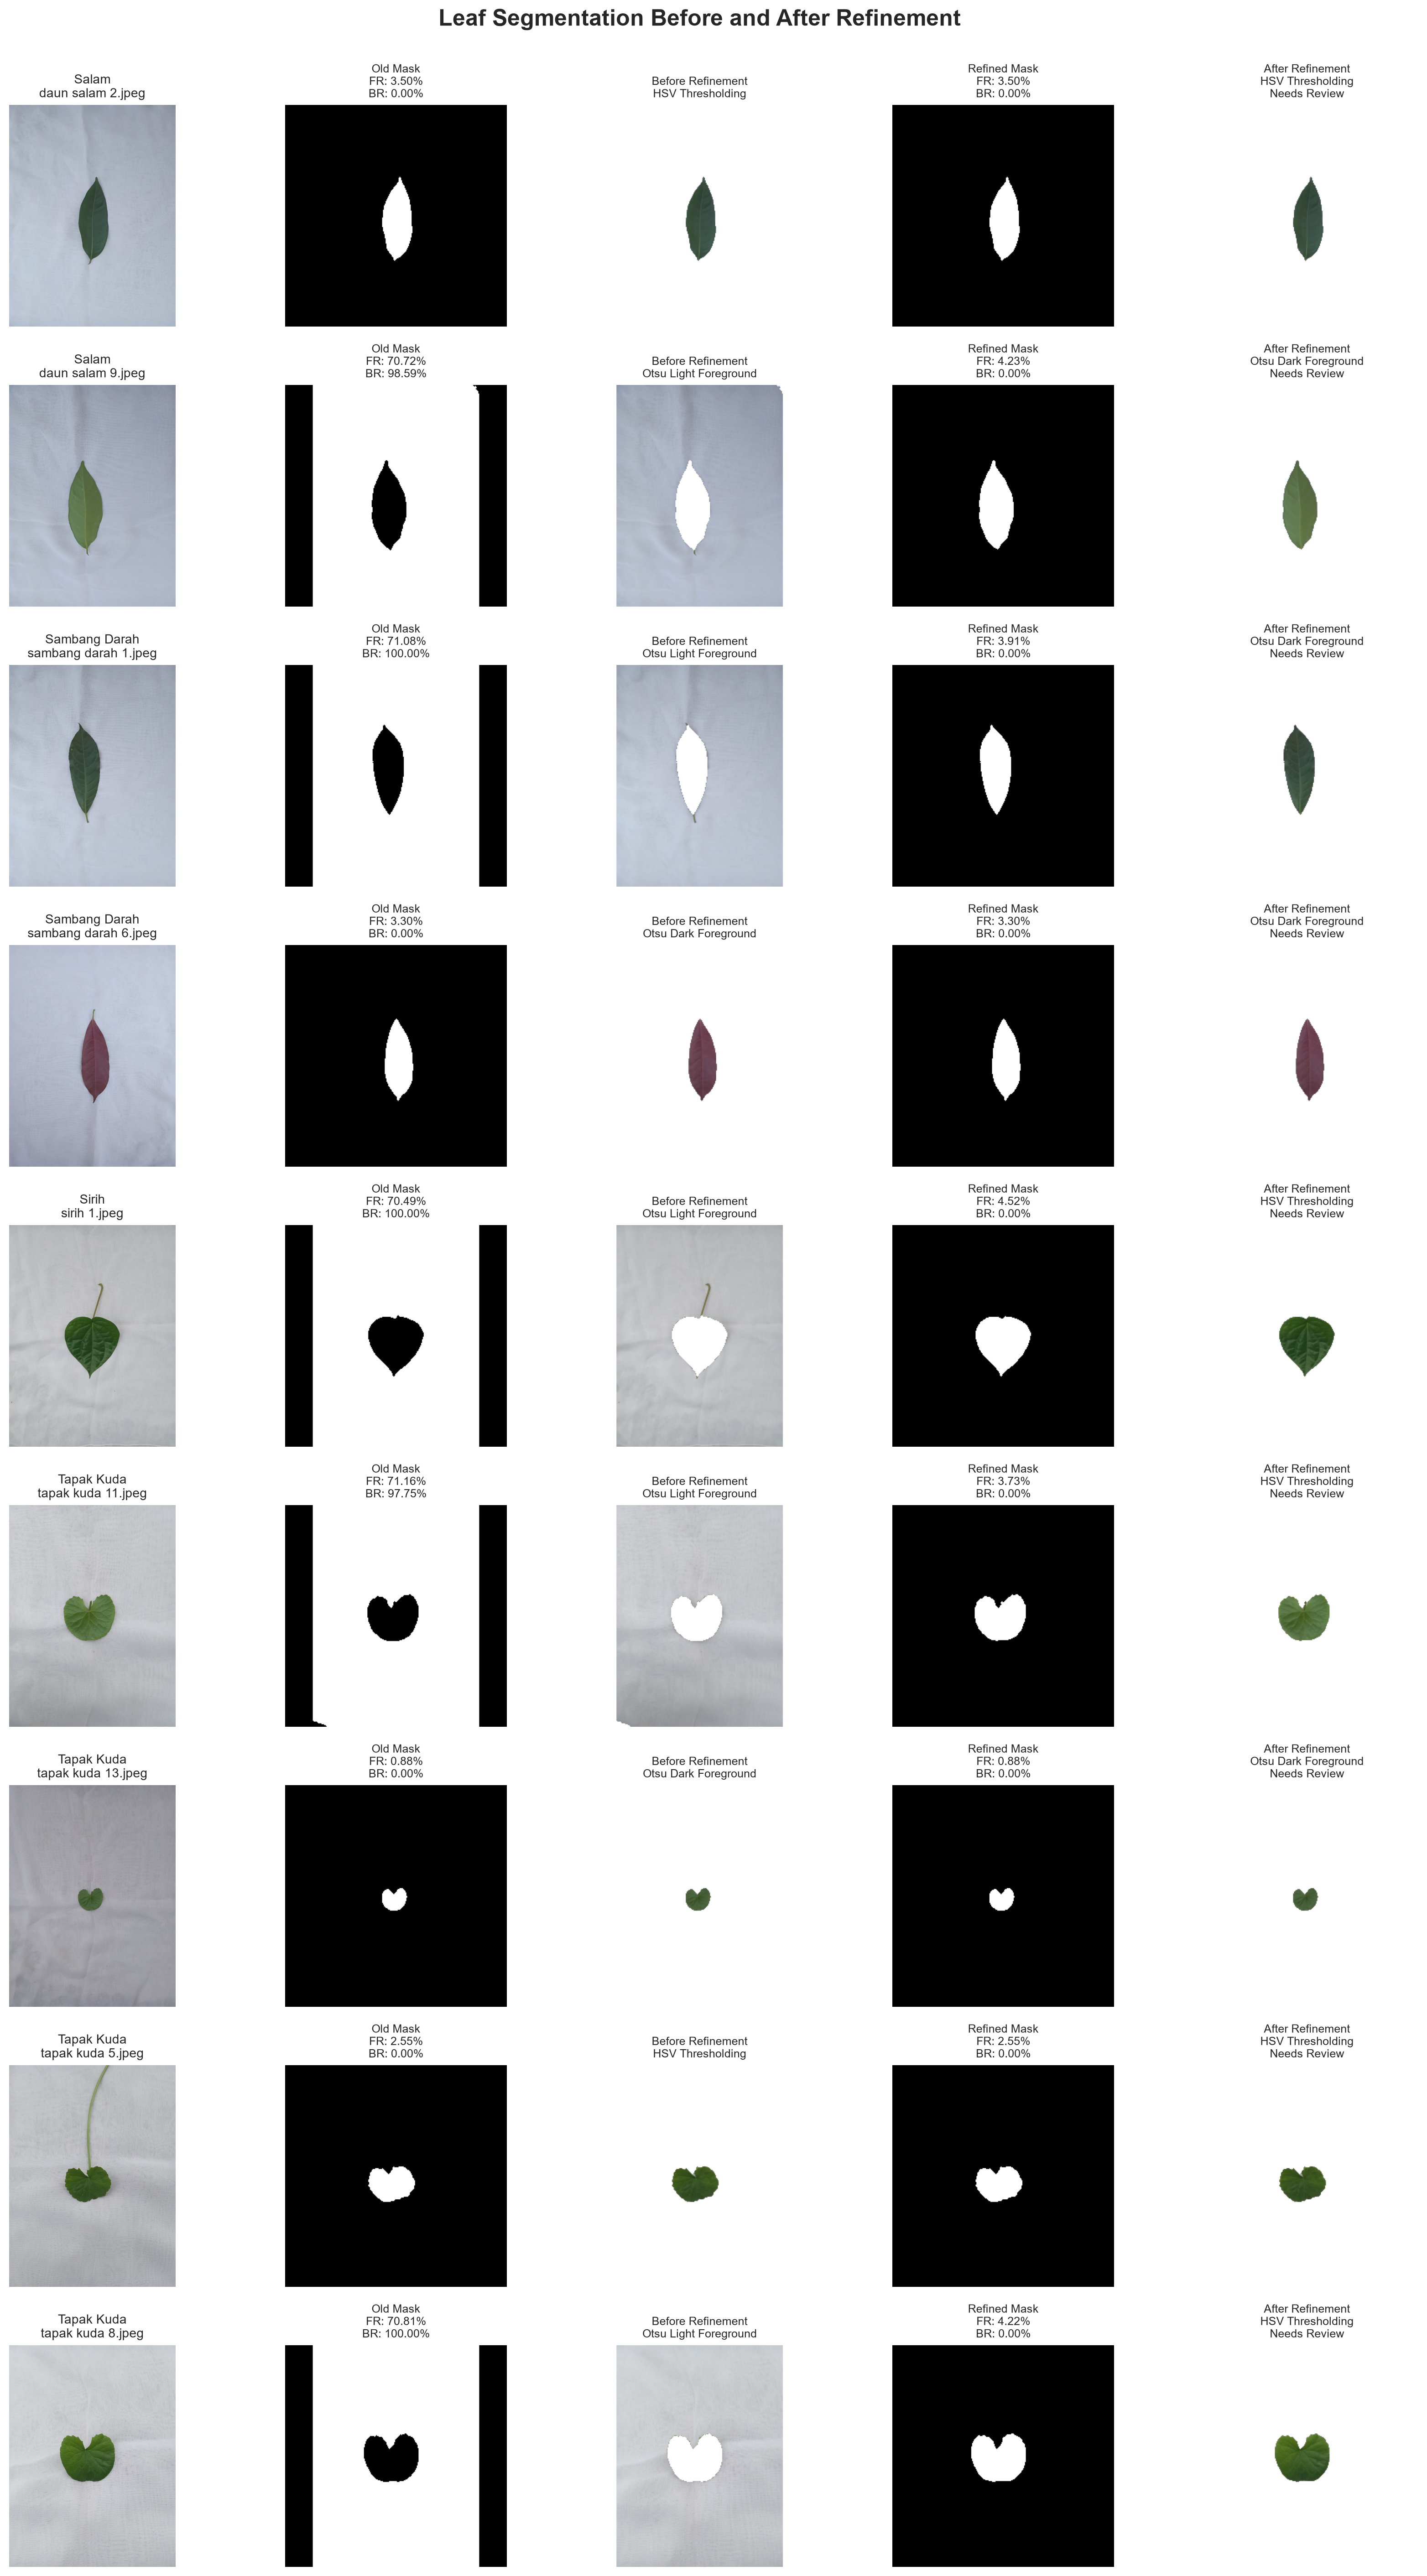 Leaf Segmentation Before and After Refinement
Salam
daun salam 2.jpeg
Old Mask
FR: 3.50%
BR: 0.00%
Before Refinement
HSV Thresholding
Refined Mask
FR: 3.50%
BR: 0.00%
After Refinement
HSV Thresholding
Needs Review
Salam
daun salam 9.jpeg
Old Mask
FR: 70.72%
BR: 98.59%
Before Refinement
Otsu Light Foreground
Refined Mask
FR: 4.23%
BR: 0.00%
After Refinement
Otsu Dark Foreground
Needs Review
Sambang Darah
sambang darah 1.jpeg
Old Mask
FR: 71.08%
BR: 100.00%
Before Refinement
Otsu Light Foreground
Refined Mask
FR: 3.91%
BR: 0.00%
After Refinement
Otsu Dark Foreground
Needs Review
Sambang Darah
sambang darah 6.jpeg
Old Mask
FR: 3.30%
BR: 0.00%
Before Refinement
Otsu Dark Foreground
Refined Mask
FR: 3.30%
BR: 0.00%
After Refinement
Otsu Dark Foreground
Needs Review
Sirih
sirih 1.jpeg
Old Mask
FR: 70.49%
BR: 100.00%
Before Refinement
Otsu Light Foreground
Refined Mask
FR: 4.52%
BR: 0.00%
After Refinement
HSV Thresholding
Needs Review
Tapak Kuda
tapak kuda 11.jpeg
Old Mask
FR: 71.16%
BR: 97.75%
Before Refinement
Otsu Light Foreground
Refined Mask
FR: 3.73%
BR: 0.00%
After Refinement
HSV Thresholding
Needs Review
Tapak Kuda
tapak kuda 13.jpeg
Old Mask
FR: 0.88%
BR: 0.00%
Before Refinement
Otsu Dark Foreground
Refined Mask
FR: 0.88%
BR: 0.00%
After Refinement
Otsu Dark Foreground
Needs Review
Tapak Kuda
tapak kuda 5.jpeg
Old Mask
FR: 2.55%
BR: 0.00%
Before Refinement
HSV Thresholding
Refined Mask
FR: 2.55%
BR: 0.00%
After Refinement
HSV Thresholding
Needs Review
Tapak Kuda
tapak kuda 8.jpeg
Old Mask
FR: 70.81%
BR: 100.00%
Before Refinement
Otsu Light Foreground
Refined Mask
FR: 4.22%
BR: 0.00%
After Refinement
HSV Thresholding
Needs Review